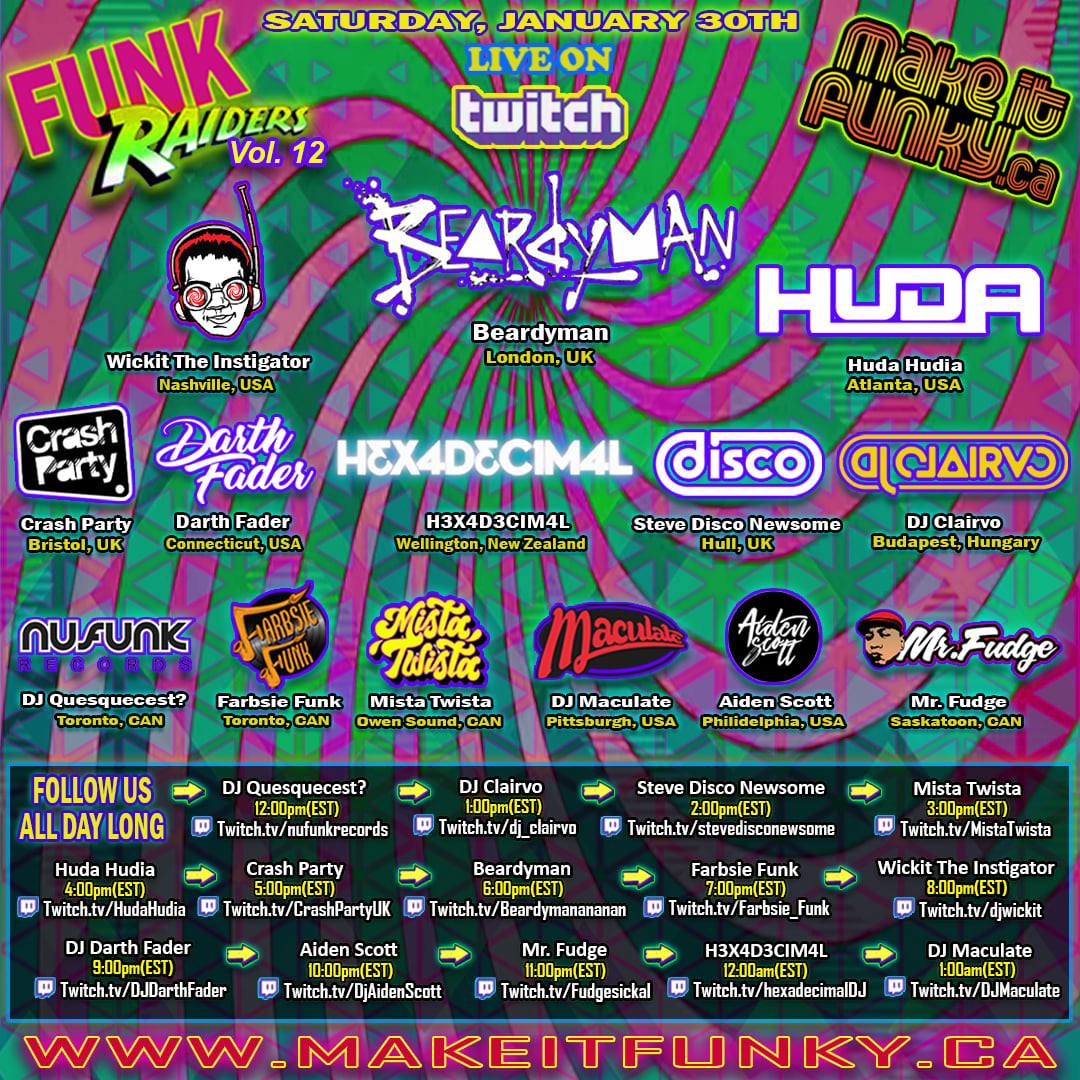 SATURDAY, JANUARY 30TH
LIVE ON
twitch
FUNK
RAIDERS
Vol. 12
make it
funky.ca
BEARDYMAN
HUDA
Wickit The Instigator
Nashville, USA
Beardyman
London, UK
Huda Hudia
Atlanta, USA
Crash
Party.
Darth
Fader
HEX4DECIM4L
disco
dj CLAIRVO
Crash Party
Bristol, UK
Darth Fader
Connecticut, USA
H3X4D3CIM4L
Wellington, New Zealand
Steve Disco Newsome
Hull, UK
DJ Clairvo
Budapest, Hungary
nufunk
RECORDS
FARBSIE
FUNK
Mista
Twista
Maculate
Aiden
Scott
Mr.Fudge
DJ Quesquecest?
Toronto, CAN
Farbsie Funk
Toronto, CAN
Mista Twista
Owen Sound, CAN
DJ Maculate
Pittsburgh, USA
Aiden Scott
Philidelphia, USA
Mr. Fudge
Saskatoon, CAN
FOLLOW US
ALL DAY LONG
DJ Quesquecest?
12:00pm(EST)
Twitch.tv/nufunkrecords
DJ Clairvo
1:00pm(EST)
Twitch.tv/dj_clairvo
Steve Disco Newsome
2:00pm(EST)
Twitch.tv/stevedisconewsome
Mista Twista
3:00pm(EST)
Twitch.tv/MistaTwista
Huda Hudia
4:00pm(EST)
Twitch.tv/HudaHudia
Crash Party
5:00pm(EST)
Twitch.tv/CrashPartyUK
Beardyman
6:00pm(EST)
Twitch.tv/Beardymanananan
Farbsie Funk
7:00pm(EST)
Twitch.tv/Farbsie_Funk
Wickit The Instigator
8:00pm(EST)
Twitch.tv/djwickit
DJ Darth Fader
9:00pm(EST)
Twitch.tv/DJDarthFader
Aiden Scott
10:00pm(EST)
Twitch.tv/DjAidenScott
Mr. Fudge
11:00pm(EST)
Twitch.tv/Fudgesickal
H3X4D3CIM4L
12:00am(EST)
Twitch.tv/hexadecimalDJ
DJ Maculate
1:00am(EST)
Twitch.tv/DJMaculate
WWW.MAKEITFUNKY.CA